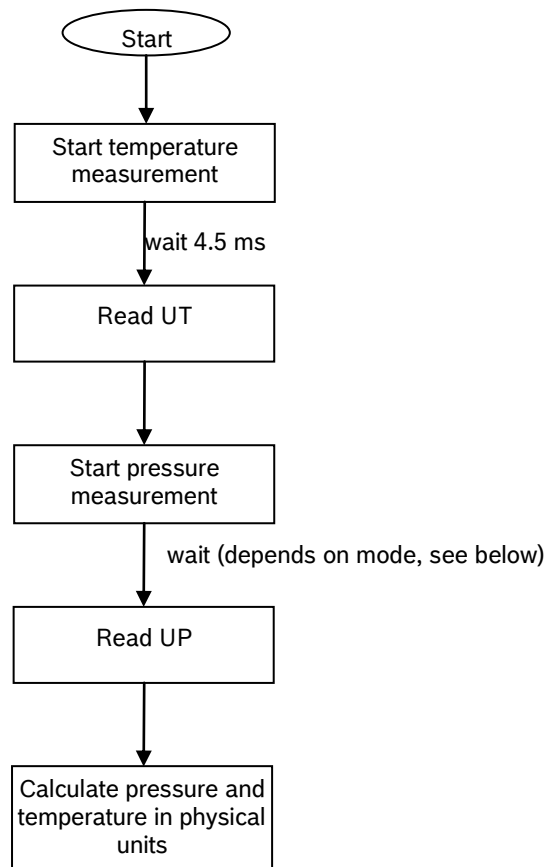 Start
Start temperature
measurement
wait 4.5 ms
Read UT
Start pressure
measurement
wait (depends on mode, see below)
Read UP
Calculate pressure and
temperature in physical
units